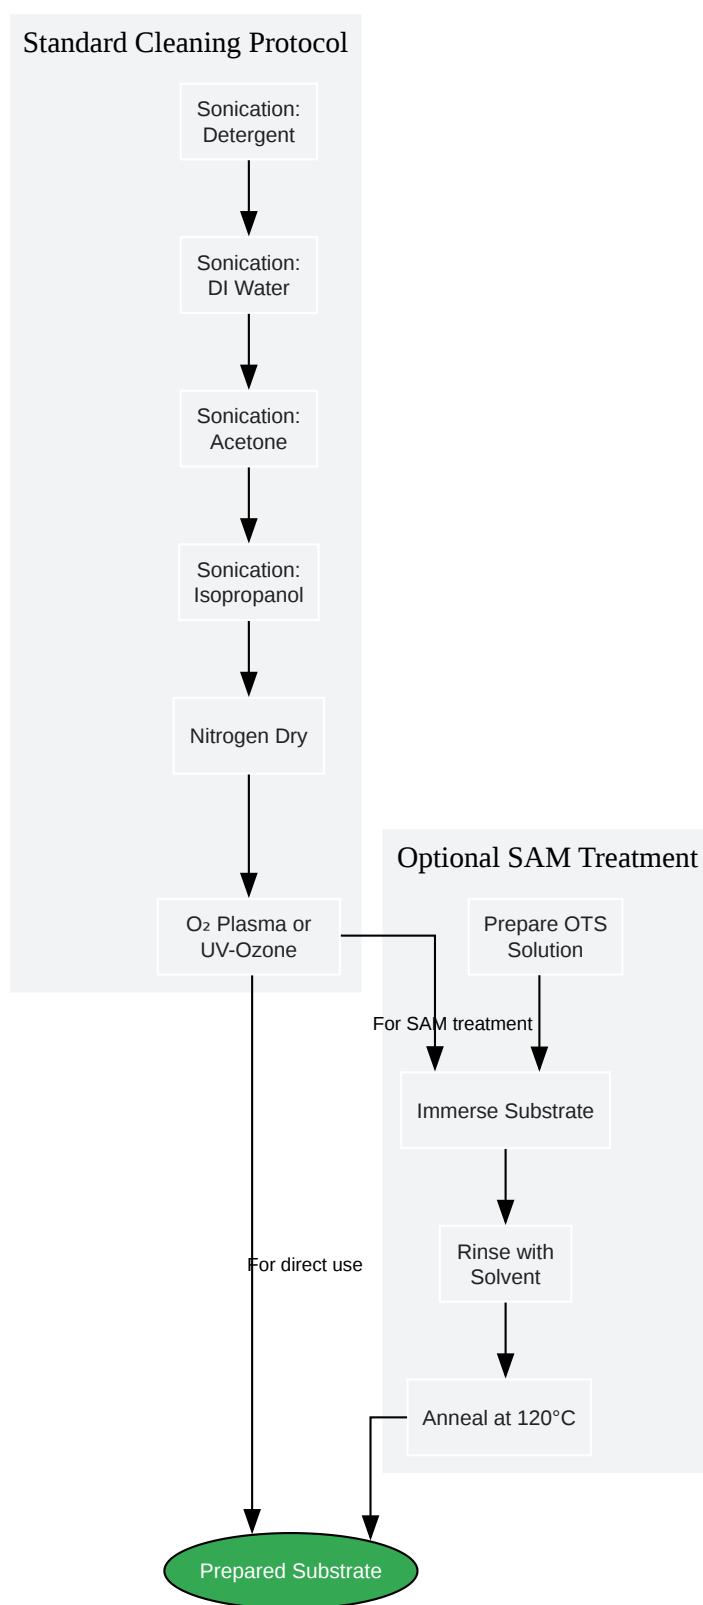 Standard Cleaning Protocol
Sonication:
Detergent
Sonication:
DI Water
Sonication:
Acetone
Sonication:
Isopropanol
Nitrogen Dry
O₂ Plasma or
UV-Ozone
Optional SAM Treatment
Prepare OTS
Solution
For SAM treatment
Immerse Substrate
Rinse with
Solvent
For direct use
Anneal at 120°C
Prepared Substrate